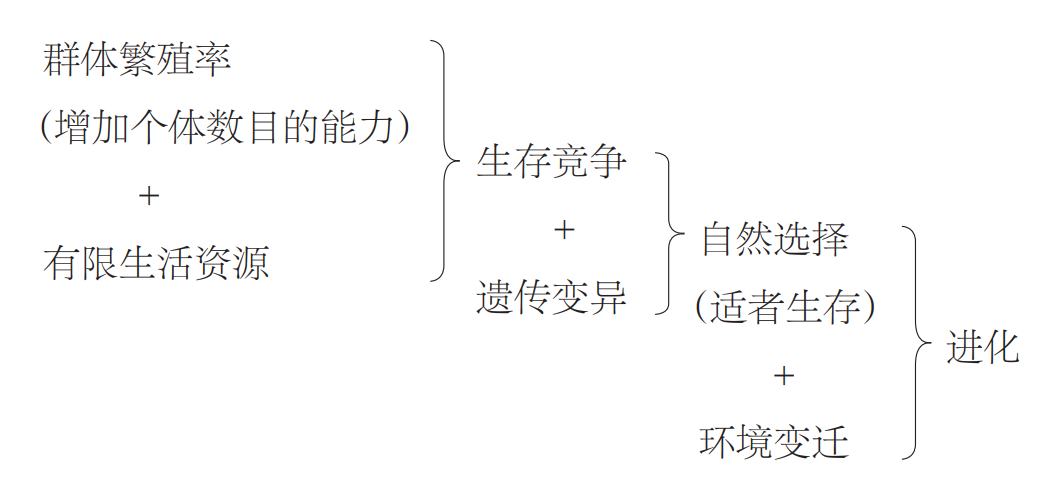 群体繁殖率
(增加个体数目的能力)
+
有限生活资源
生存竞争
+
遗传变异
自然选择
(适者生存)
+
环境变迁
进化